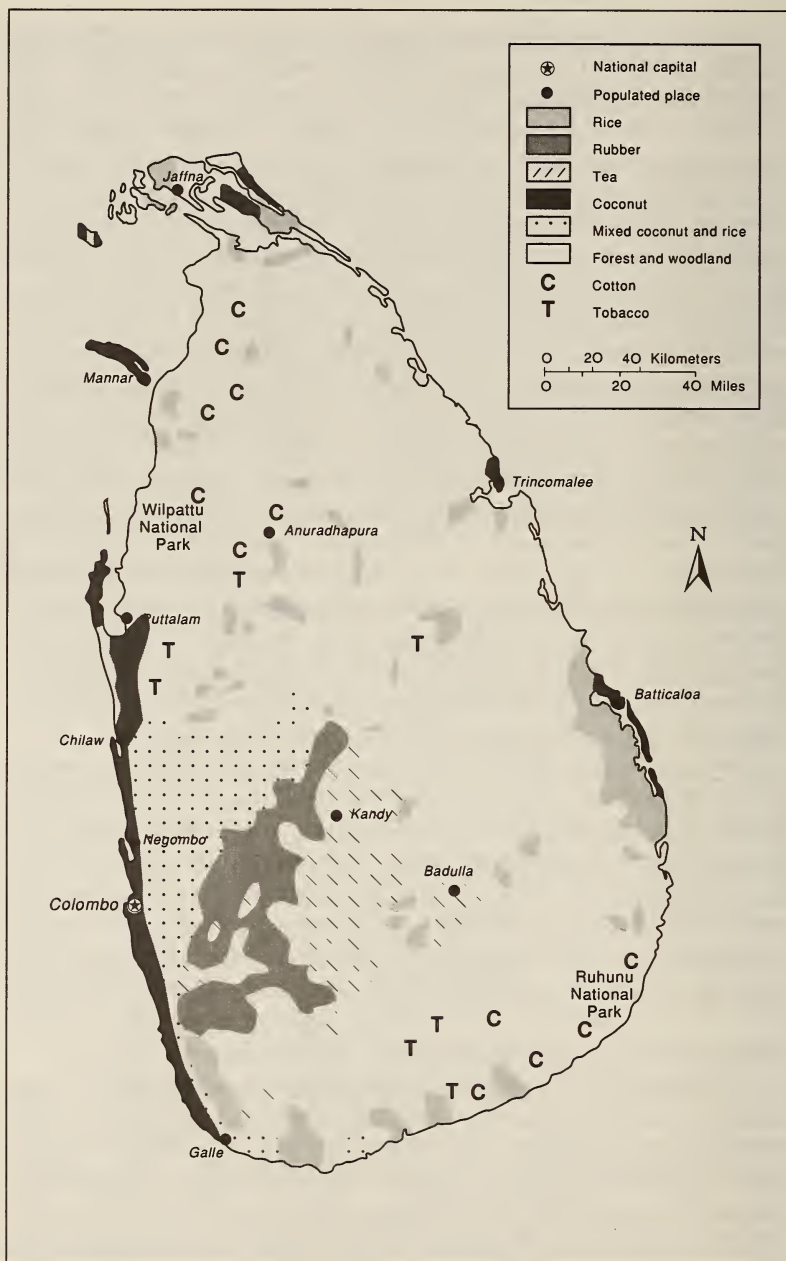 National capital
Populated place
Rice
Rubber
Tea
Coconut
Mixed coconut and rice
Forest and woodland
C Cotton
T Tobacco
0 20 40 Kilometers
0 20 40 Miles
Jaffna
C
C
Mannar
C
C
Trincomalee
C
Wilpattu
National
Park
C
Anuradhapura
C
T
N
Puttalam
T
T
T
Batticaloa
Chilaw
Kandy
Negombo
Badulla
Colombo
C
Ruhunu
National
Park
T
C
C
T
C
T
C
Galle